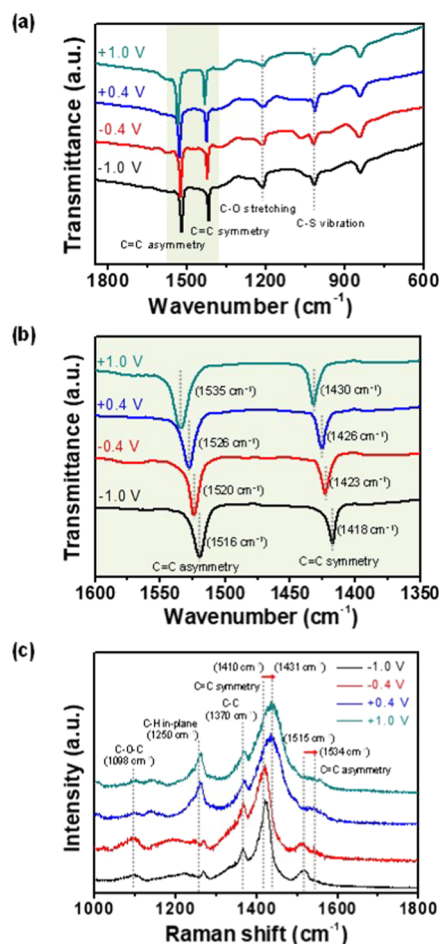 (a)
Transmittance (a.u.)
+1.0 V
+0.4 V
-0.4 V
-1.0 V
C-O stretching
C=C asymmetry
C=C symmetry
C-S vibration
1800 1500 1200 900 600
Wavenumber (cm⁻¹)
(b)
Transmittance (a.u.)
+1.0 V
(1535 cm⁻¹)
(1430 cm⁻¹)
+0.4 V
(1526 cm⁻¹)
(1426 cm⁻¹)
-0.4 V
(1520 cm⁻¹)
(1423 cm⁻¹)
-1.0 V
(1516 cm⁻¹)
(1418 cm⁻¹)
C=C asymmetry
C=C symmetry
1600 1550 1500 1450 1400 1350
Wavenumber (cm⁻¹)
(c)
Intensity (a.u.)
(1410 cm⁻¹)
(1431 cm⁻¹)
C=C symmetry
C-C
(1370 cm⁻¹)
C-H in-plane
(1250 cm⁻¹)
C-O-C
(1098 cm⁻¹)
-1.0 V
-0.4 V
+0.4 V
+1.0 V
(1515 cm⁻¹)
(1534 cm⁻¹)
C=C asymmetry
1000 1200 1400 1600 1800
Raman shift (cm⁻¹)